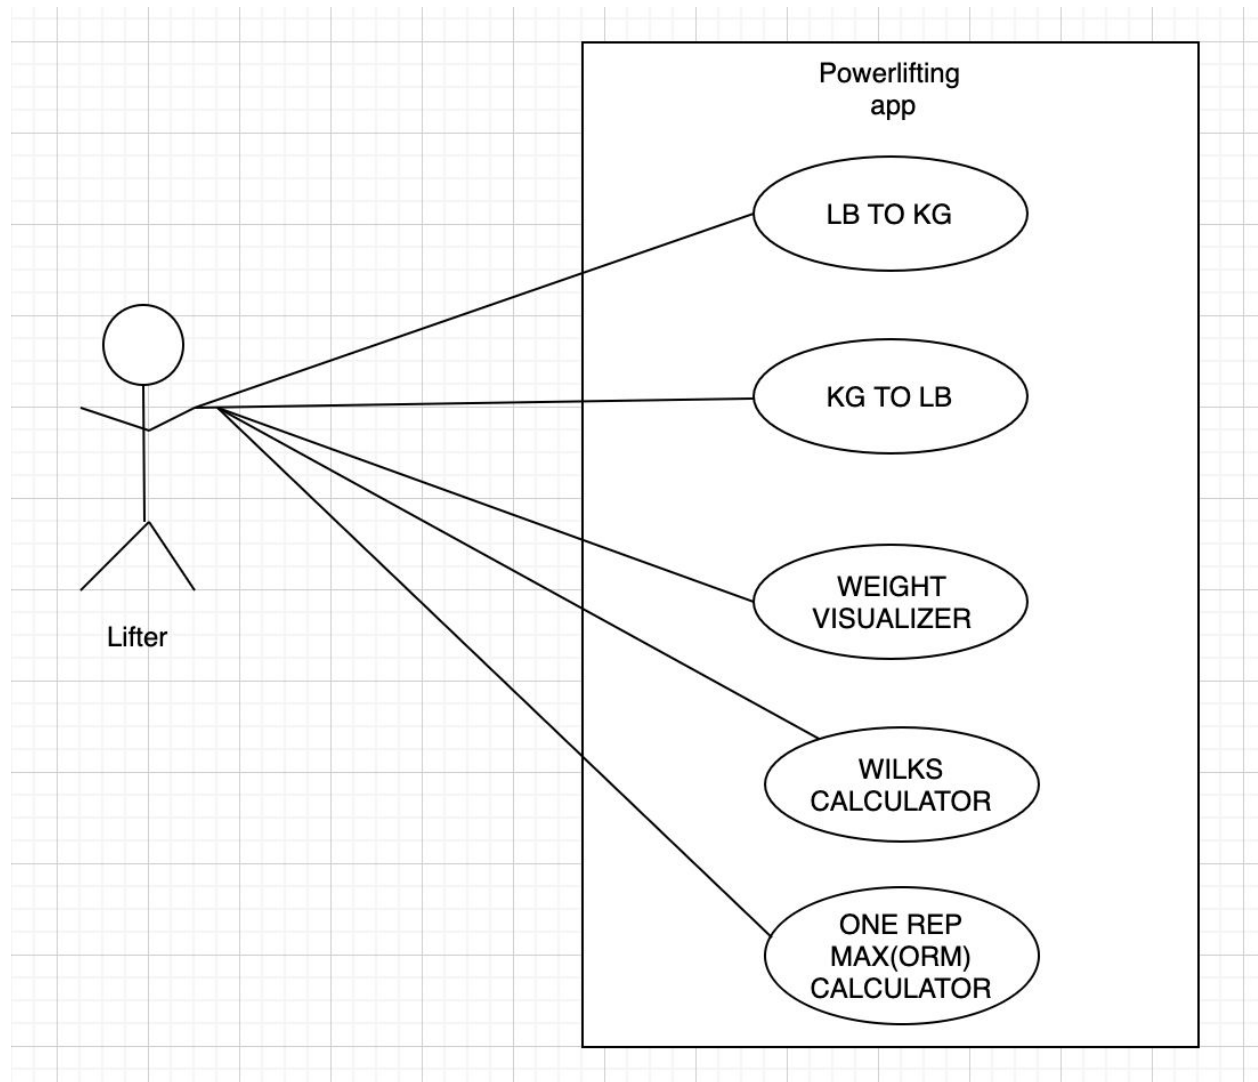 Powerlifting
app
LB TO KG
KG TO LB
WEIGHT
VISUALIZER
Lifter
WILKS
CALCULATOR
ONE REP
MAX(ORM)
CALCULATOR